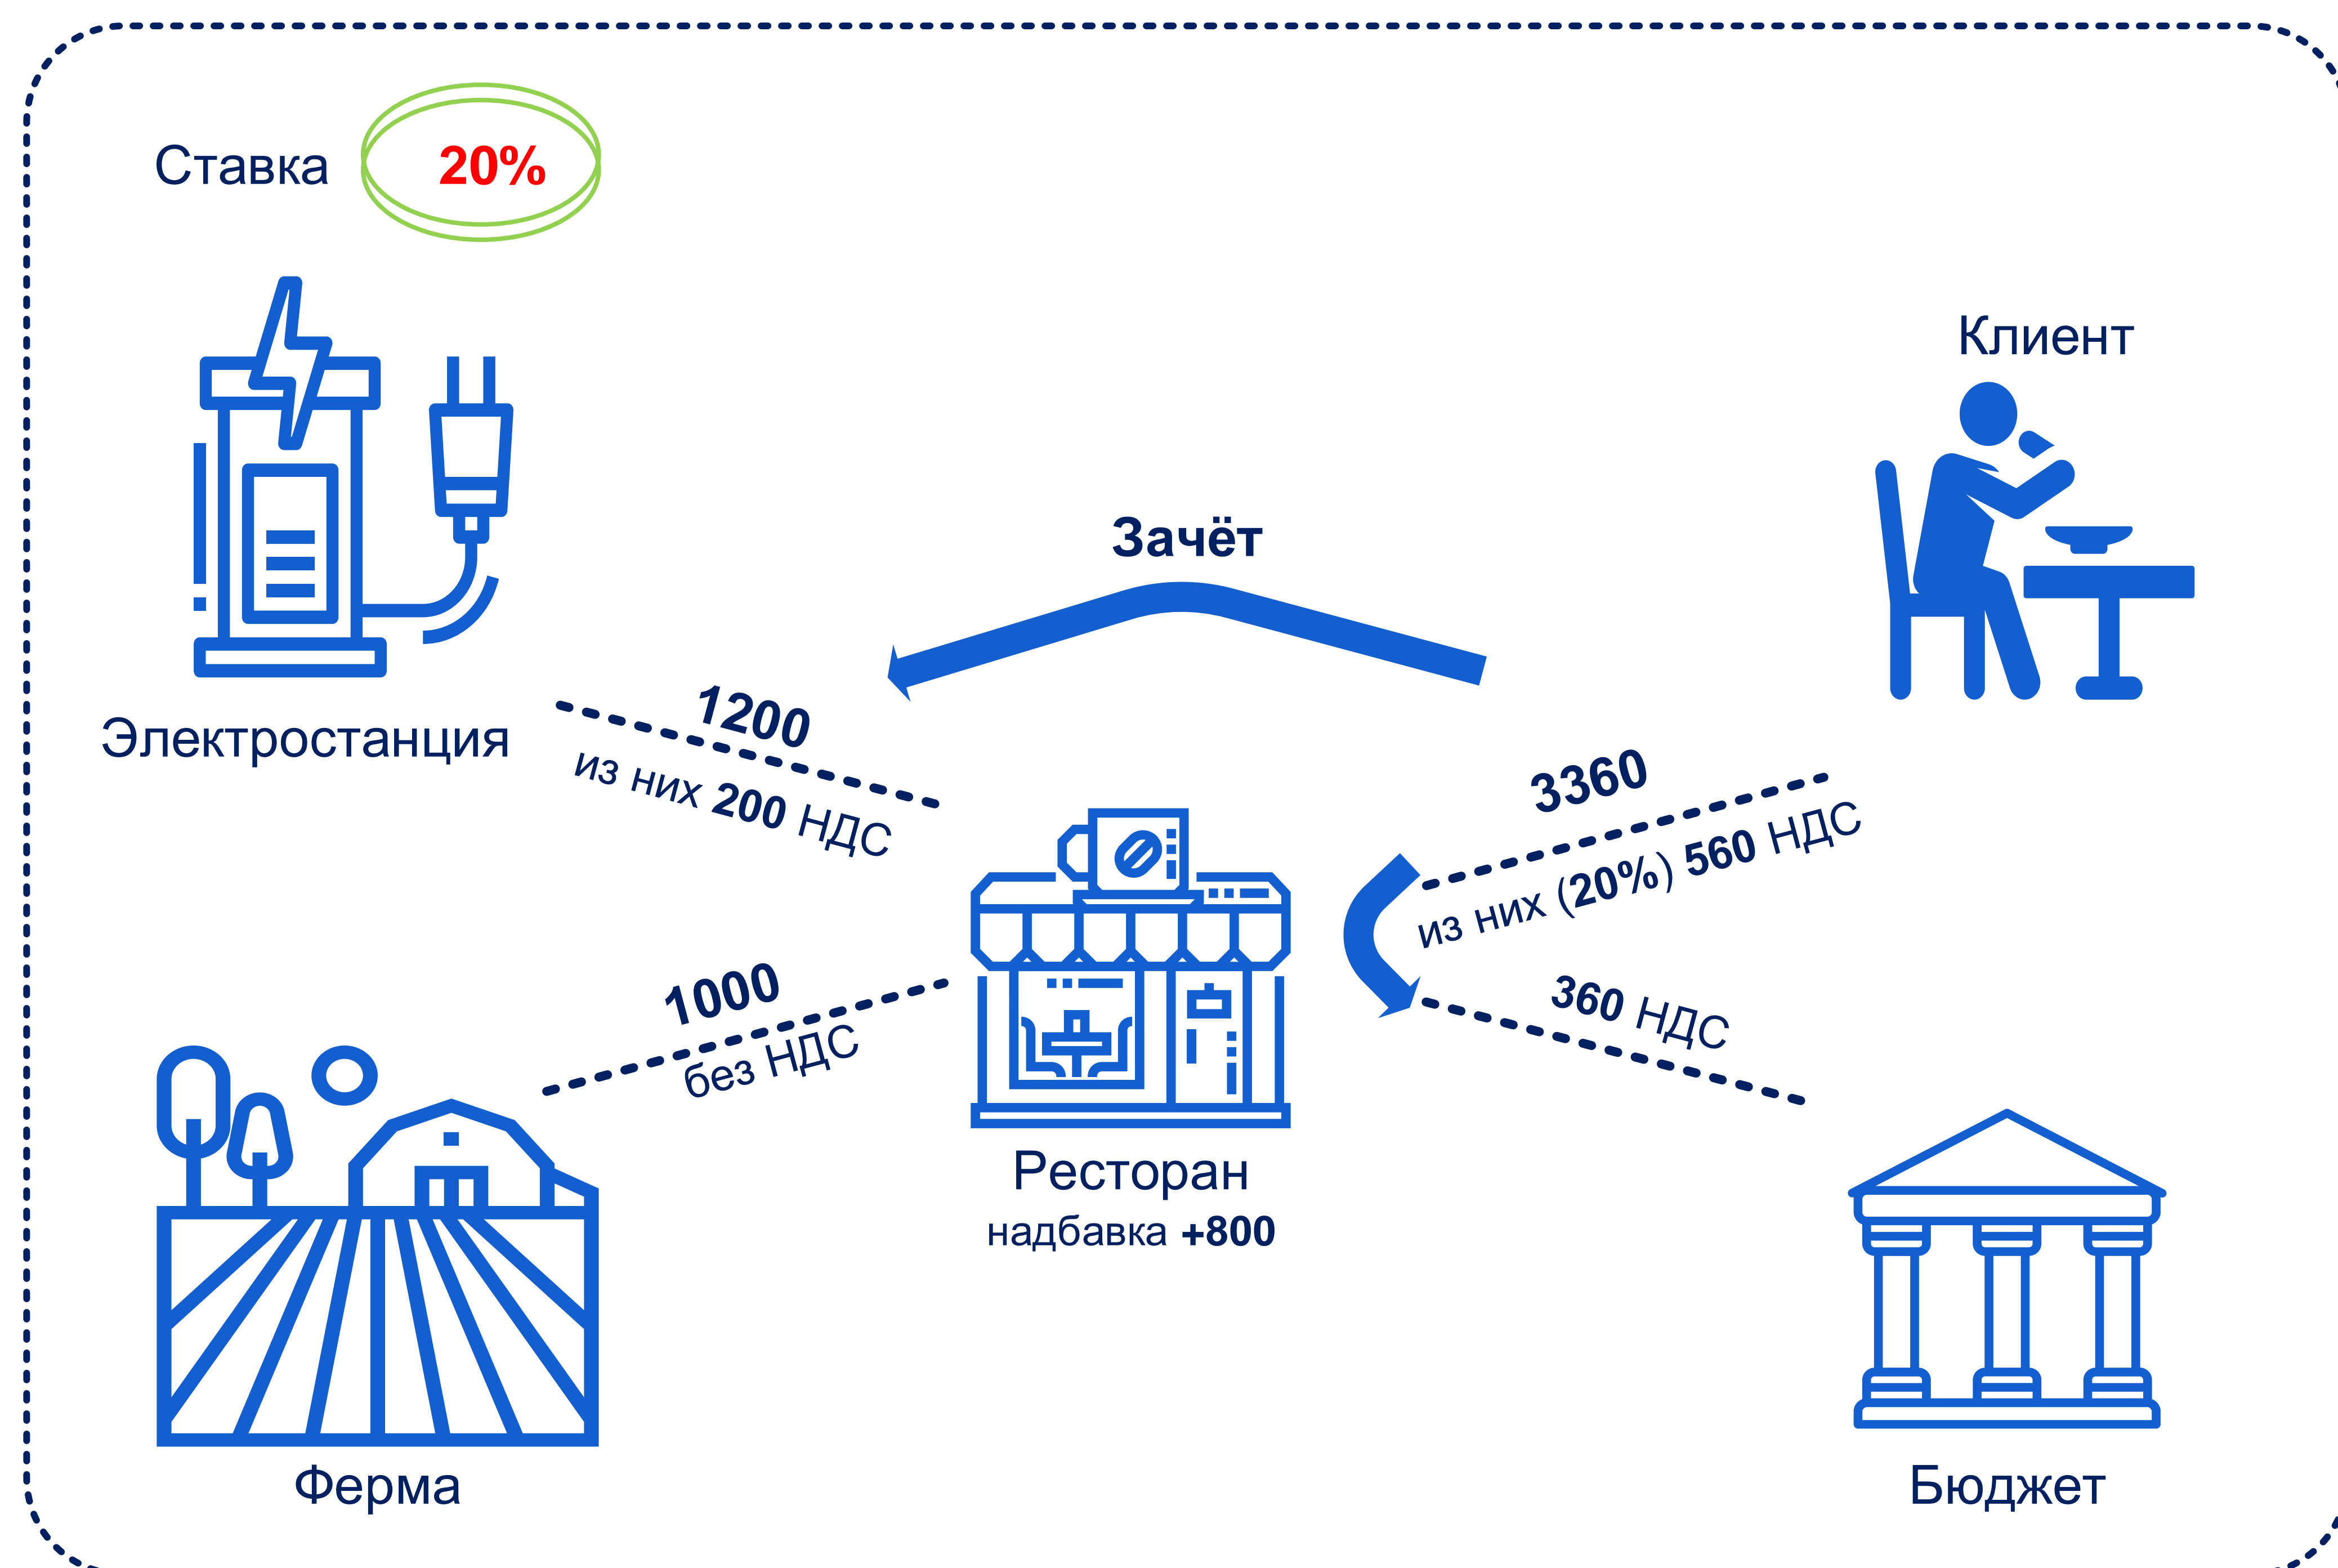 Ставка 20%
Клиент
Зачёт
Электростанция
1200
из них 200 НДС
3360
из них (20%) 560 НДС
1000
без НДС
360 НДС
Ресторан
надбавка +800
Ферма
Бюджет